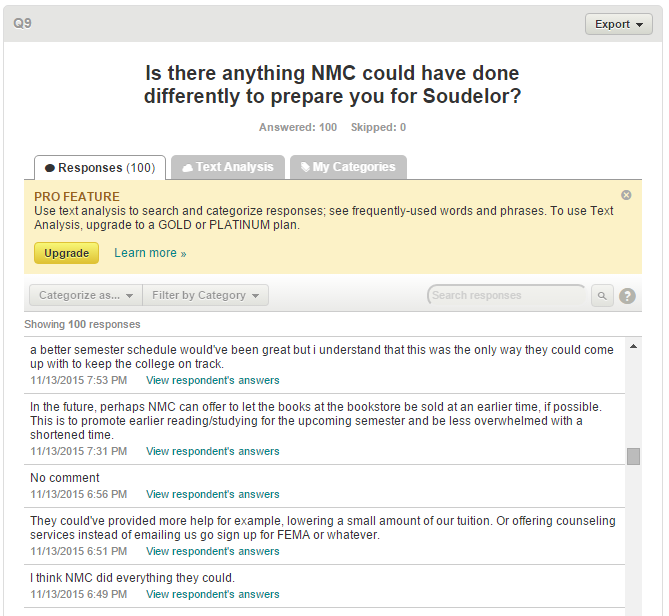 Q9
Export
Is there anything NMC could have done
differently to prepare you for Soudelor?
Answered: 100 Skipped: 0
Responses (100) Text Analysis My Categories
PRO FEATURE
Use text analysis to search and categorize responses; see frequently-used words and phrases. To use Text
Analysis, upgrade to a GOLD or PLATINUM plan.
Upgrade Learn more »
Categorize as... Filter by Category Search responses ?
Showing 100 responses
a better semester schedule would've been great but i understand that this was the only way they could come
up with to keep the college on track.
11/13/2015 7:53 PM View respondent's answers
In the future, perhaps NMC can offer to let the books at the bookstore be sold at an earlier time, if possible.
This is to promote earlier reading/studying for the upcoming semester and be less overwhelmed with a
shortened time.
11/13/2015 7:31 PM View respondent's answers
No comment
11/13/2015 6:56 PM View respondent's answers
They could've provided more help for example, lowering a small amount of our tuition. Or offering counseling
services instead of emailing us go sign up for FEMA or whatever.
11/13/2015 6:51 PM View respondent's answers
I think NMC did everything they could.
11/13/2015 6:49 PM View respondent's answers